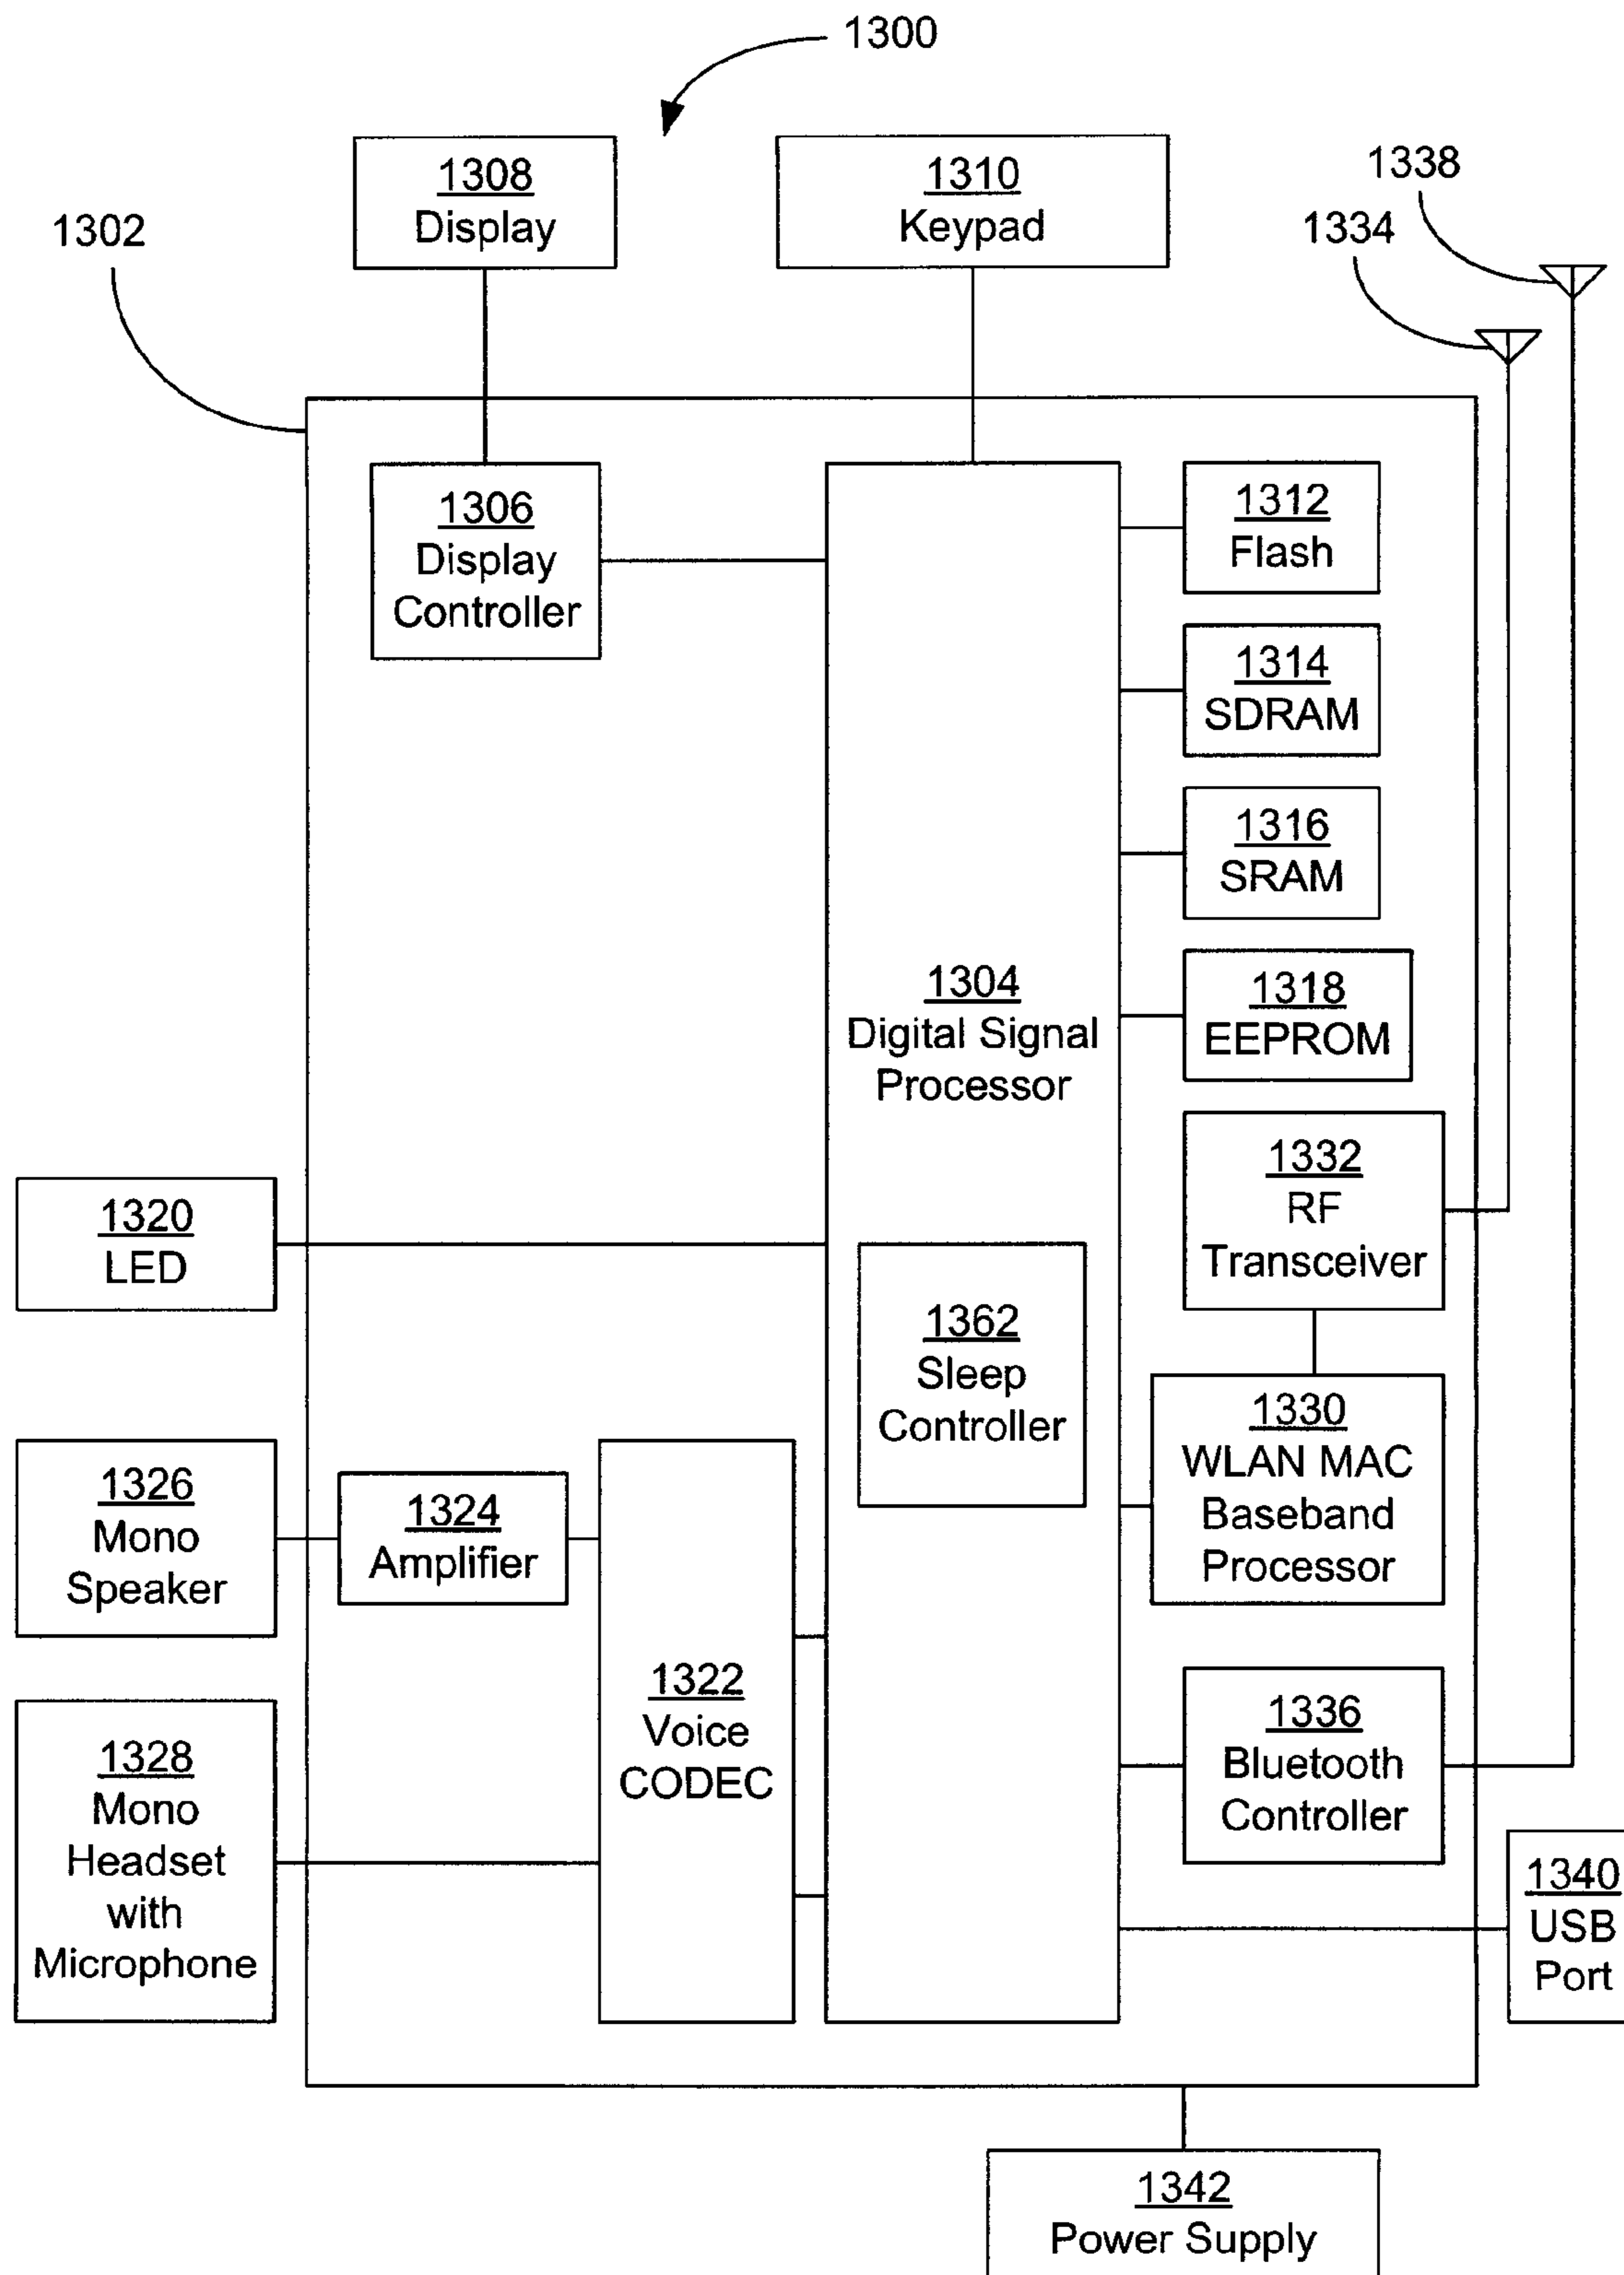 1300
1308
Display
1310
Keypad
1338
1334
1302
1306
Display
Controller
1312
Flash
1314
SDRAM
1316
SRAM
1304
Digital Signal
Processor
1318
EEPROM
1332
RF
Transceiver
1320
LED
1362
Sleep
Controller
1330
WLAN MAC
Baseband
Processor
1326
Mono
Speaker
1324
Amplifier
1322
Voice
CODEC
1336
Bluetooth
Controller
1328
Mono
Headset
with
Microphone
1340
USB
Port
1342
Power Supply